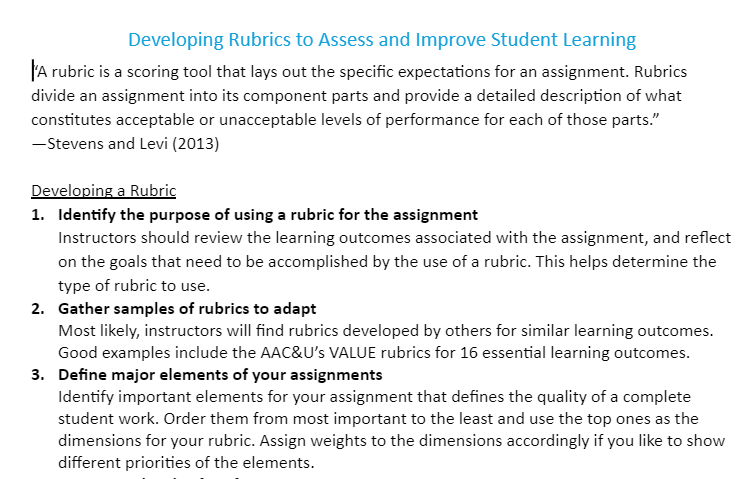 Developing Rubrics to Assess and Improve Student Learning
“A rubric is a scoring tool that lays out the specific expectations for an assignment. Rubrics
divide an assignment into its component parts and provide a detailed description of what
constitutes acceptable or unacceptable levels of performance for each of those parts.”
—Stevens and Levi (2013)
Developing a Rubric
1. Identify the purpose of using a rubric for the assignment
Instructors should review the learning outcomes associated with the assignment, and reflect
on the goals that need to be accomplished by the use of a rubric. This helps determine the
type of rubric to use.
2. Gather samples of rubrics to adapt
Most likely, instructors will find rubrics developed by others for similar learning outcomes.
Good examples include the AAC&U’s VALUE rubrics for 16 essential learning outcomes.
3. Define major elements of your assignments
Identify important elements for your assignment that defines the quality of a complete
student work. Order them from most important to the least and use the top ones as the
dimensions for your rubric. Assign weights to the dimensions accordingly if you like to show
different priorities of the elements.